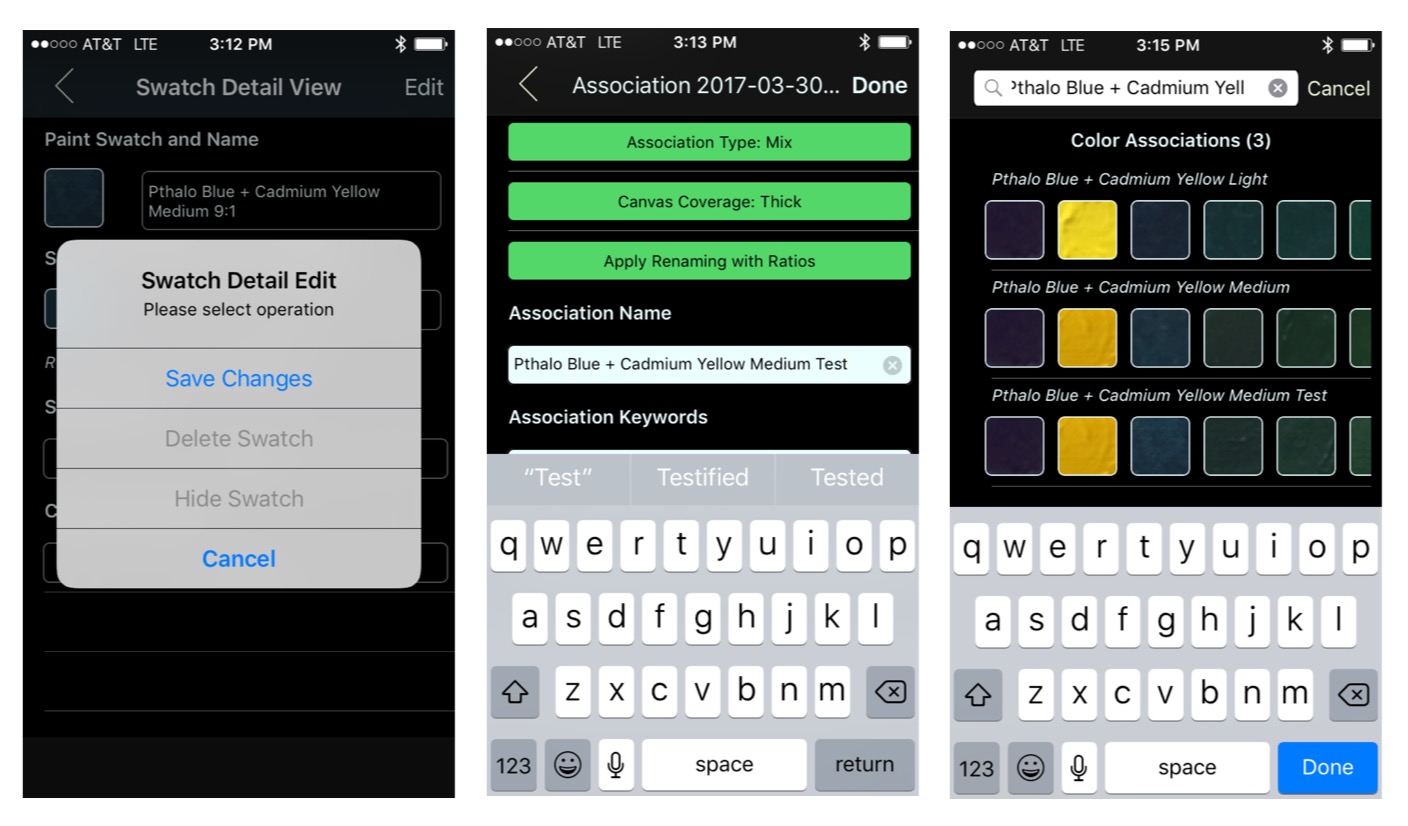 AT&T LTE 3:12 PM
Swatch Detail View Edit
Paint Swatch and Name
Pthalo Blue + Cadmium Yellow
Medium 9:1
S
Swatch Detail Edit
Please select operation
R
Save Changes
S
Delete Swatch
Hide Swatch
C
Cancel
AT&T LTE 3:13 PM
Association 2017-03-30... Done
Association Type: Mix
Canvas Coverage: Thick
Apply Renaming with Ratios
Association Name
Pthalo Blue + Cadmium Yellow Medium Test
Association Keywords
“Test” Testified Tested
q w e r t y u i o p
a s d f g h j k l
z x c v b n m
123 space return
AT&T LTE 3:15 PM
Pthalo Blue + Cadmium Yell Cancel
Color Associations (3)
Pthalo Blue + Cadmium Yellow Light
Pthalo Blue + Cadmium Yellow Medium
Pthalo Blue + Cadmium Yellow Medium Test
q w e r t y u i o p
a s d f g h j k l
z x c v b n m
123 space Done